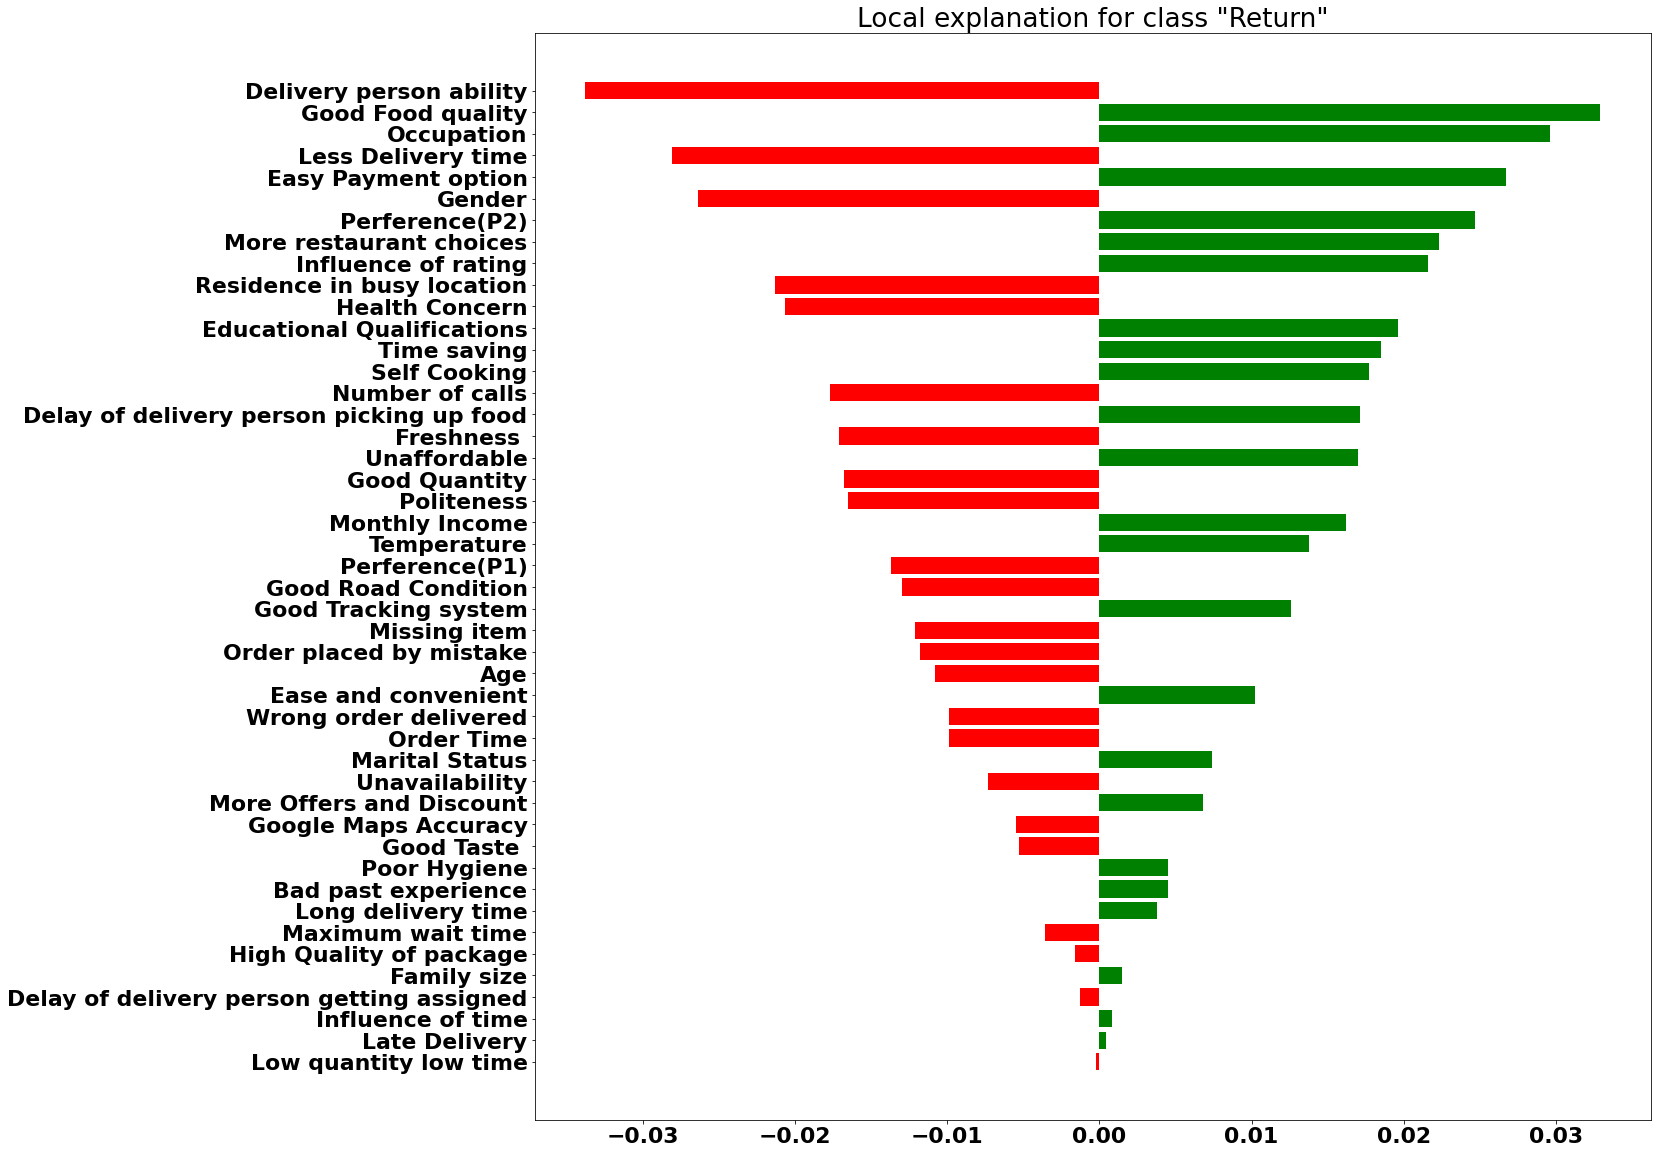 Local explanation for class "Return"
Delivery person ability
Good Food quality
Occupation
Less Delivery time
Easy Payment option
Gender
Perference(P2)
More restaurant choices
Influence of rating
Residence in busy location
Health Concern
Educational Qualifications
Time saving
Self Cooking
Number of calls
Delay of delivery person picking up food
Freshness
Unaffordable
Good Quantity
Politeness
Monthly Income
Temperature
Perference(P1)
Good Road Condition
Good Tracking system
Missing item
Order placed by mistake
Age
Ease and convenient
Wrong order delivered
Order Time
Marital Status
Unavailability
More Offers and Discount
Google Maps Accuracy
Good Taste
Poor Hygiene
Bad past experience
Long delivery time
Maximum wait time
High Quality of package
Family size
Delay of delivery person getting assigned
Influence of time
Late Delivery
Low quantity low time
−0.03 −0.02 −0.01 0.00 0.01 0.02 0.03